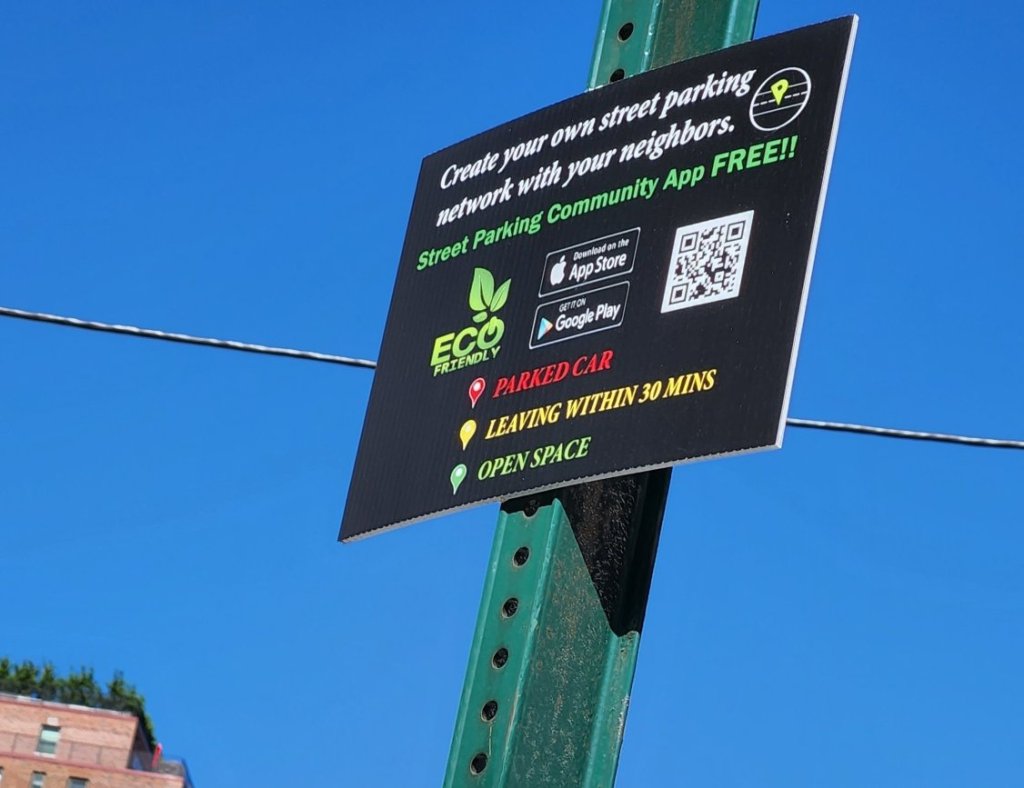 Create your own street parking
network with your neighbors.
Street Parking Community App FREE!!
Download on the
App Store
GET IT ON
Google Play
ECO
FRIENDLY
PARKED CAR
LEAVING WITHIN 30 MINS
OPEN SPACE